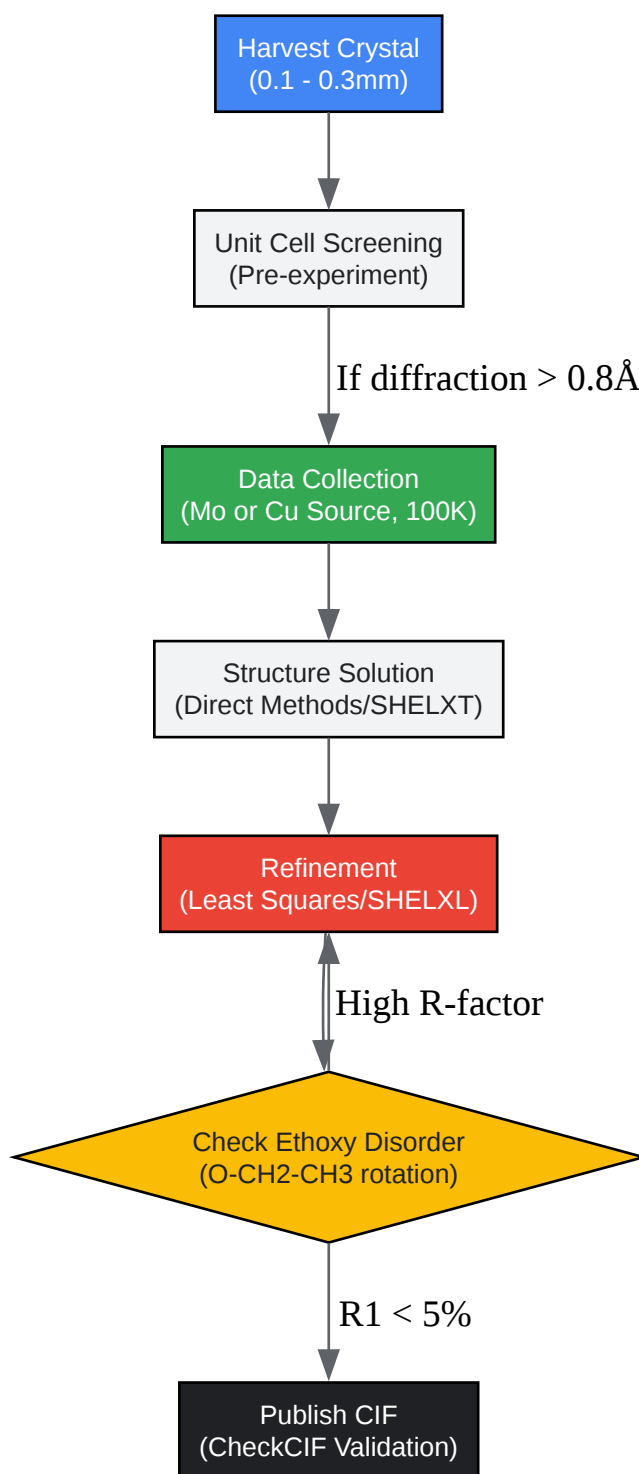 Harvest Crystal
(0.1 - 0.3mm)
Unit Cell Screening
(Pre-experiment)
If diffraction > 0.8Å
Data Collection
(Mo or Cu Source, 100K)
Structure Solution
(Direct Methods/SHELXT)
Refinement
(Least Squares/SHELXL)
High R-factor
Check Ethoxy Disorder
(O-CH2-CH3 rotation)
R1 < 5%
Publish CIF
(CheckCIF Validation)